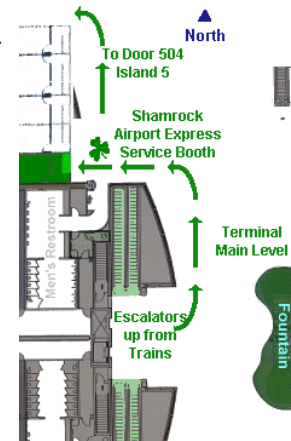 North
To Door 504
Island 5
Shamrock
Airport Express
Service Booth
Men's Restroom
Terminal
Main Level
Escalators
up from
Trains
Fountain